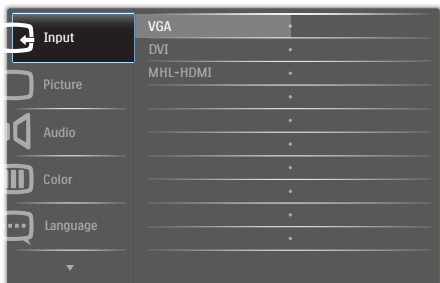 Input
Picture
Audio
Color
Language
VGA
DVI
MHL-HDMI